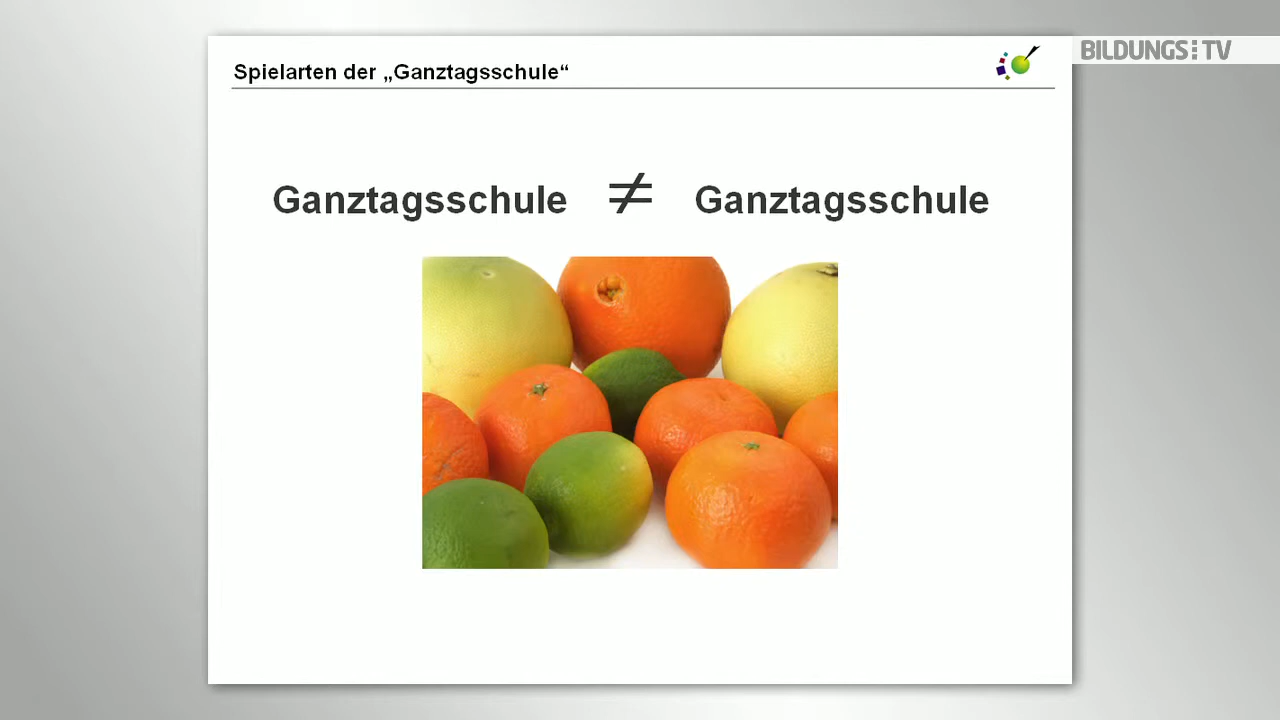 BILDUNGS TV
Spielarten der „Ganztagsschule“
Ganztagsschule ≠ Ganztagsschule